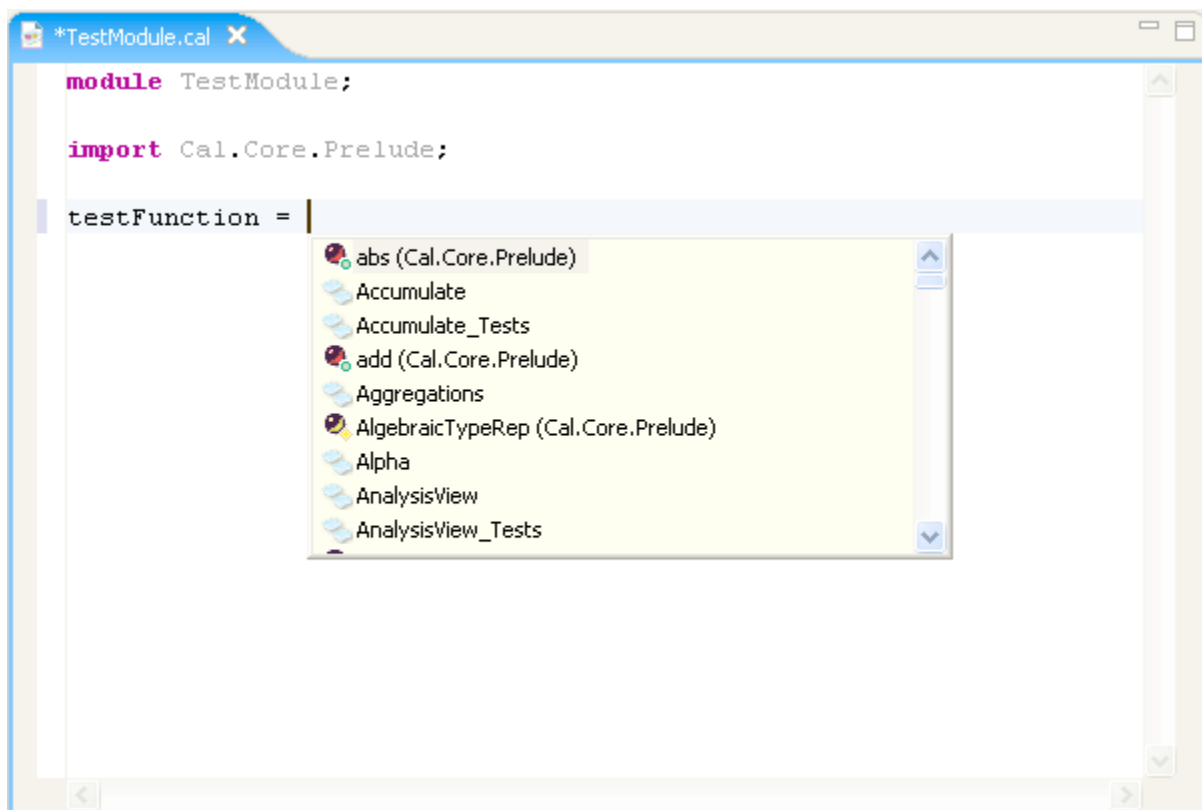 *TestModule.cal
module TestModule;
import Cal.Core.Prelude;
testFunction =
abs (Cal.Core.Prelude)
Accumulate
Accumulate_Tests
add (Cal.Core.Prelude)
Aggregations
AlgebraicTypeRep (Cal.Core.Prelude)
Alpha
AnalysisView
AnalysisView_Tests